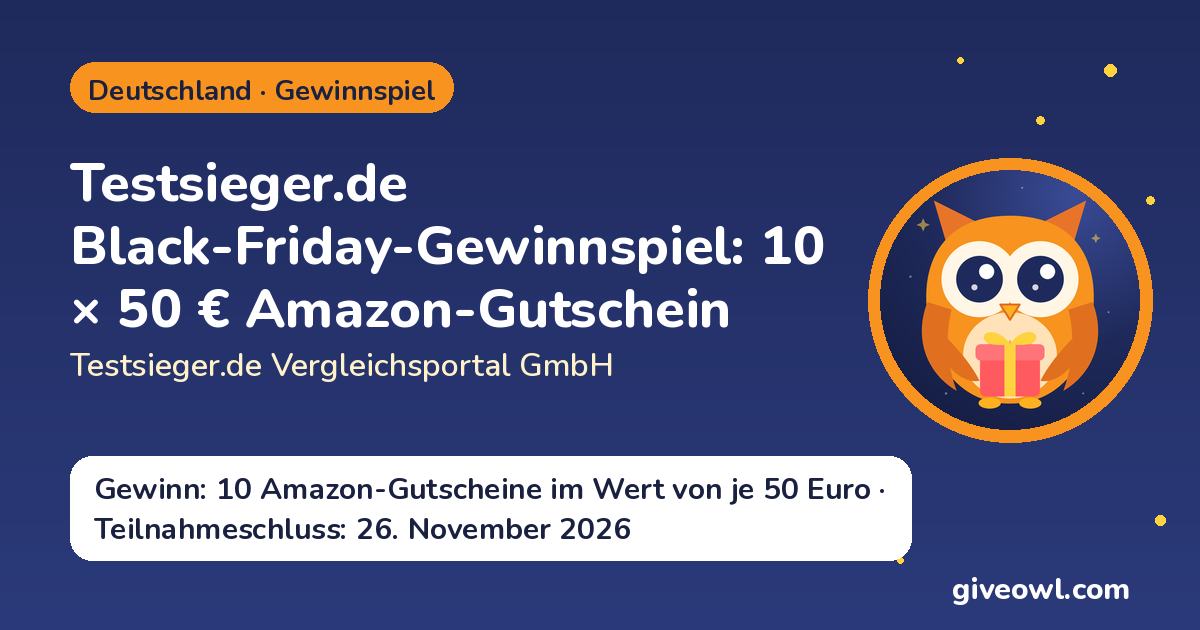 Deutschland · Gewinnspiel
Testsieger.de
Black-Friday-Gewinnspiel: 10
× 50 € Amazon-Gutschein
Testsieger.de Vergleichsportal GmbH
Gewinn: 10 Amazon-Gutscheine im Wert von je 50 Euro ·
Teilnahmeschluss: 26. November 2026
giveowl.com